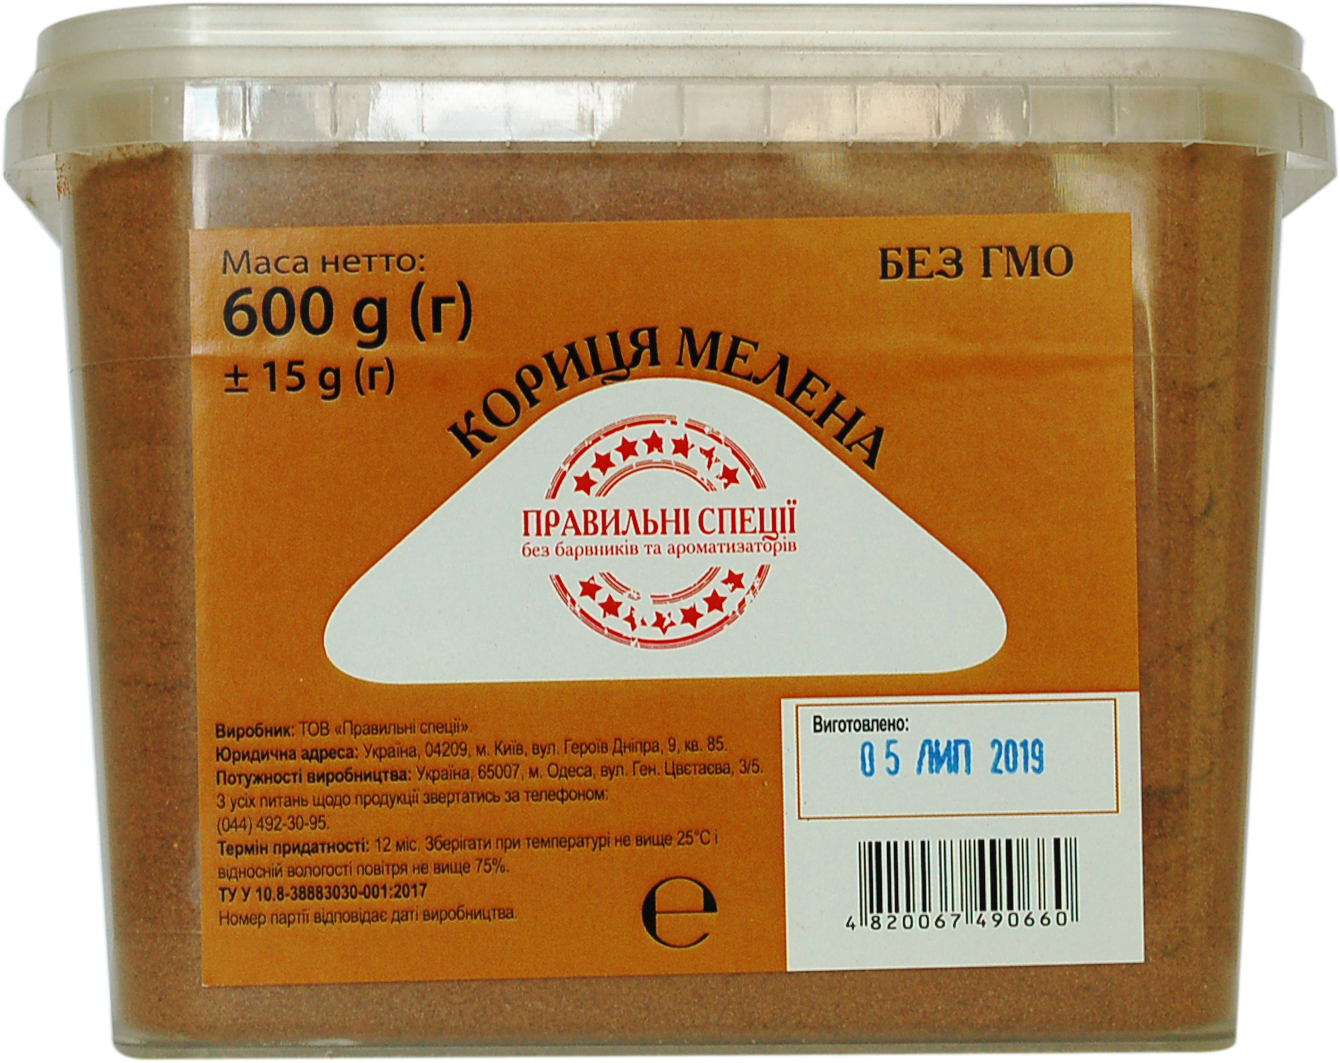 Маса нетто:
600 g (г)
± 15 g (г)
БЕЗ ГМО
КОРИЦЯ МЕЛЕНА
ПРАВИЛЬНІ СПЕЦІЇ
без барвників та ароматизаторів
Виробник: ТОВ «Правильні спеції».
Юридична адреса: Україна, 04209, м. Київ, вул. Героїв Дніпра, 9, кв. 85.
Потужності виробництва: Україна, 65007, м. Одеса, вул. Ген. Цвєтаєва, 3/5.
З усіх питань щодо продукції звертатись за телефоном:
(044) 492-30-95.
Термін придатності: 12 міс. Зберігати при температурі не вище 25°С і
відносній вологості повітря не вище 75%.
ТУ У 10.8-38883030-001:2017
Номер партії відповідає даті виробництва.
e
Виготовлено:
05 ЛИП 2019
4 820067 490660